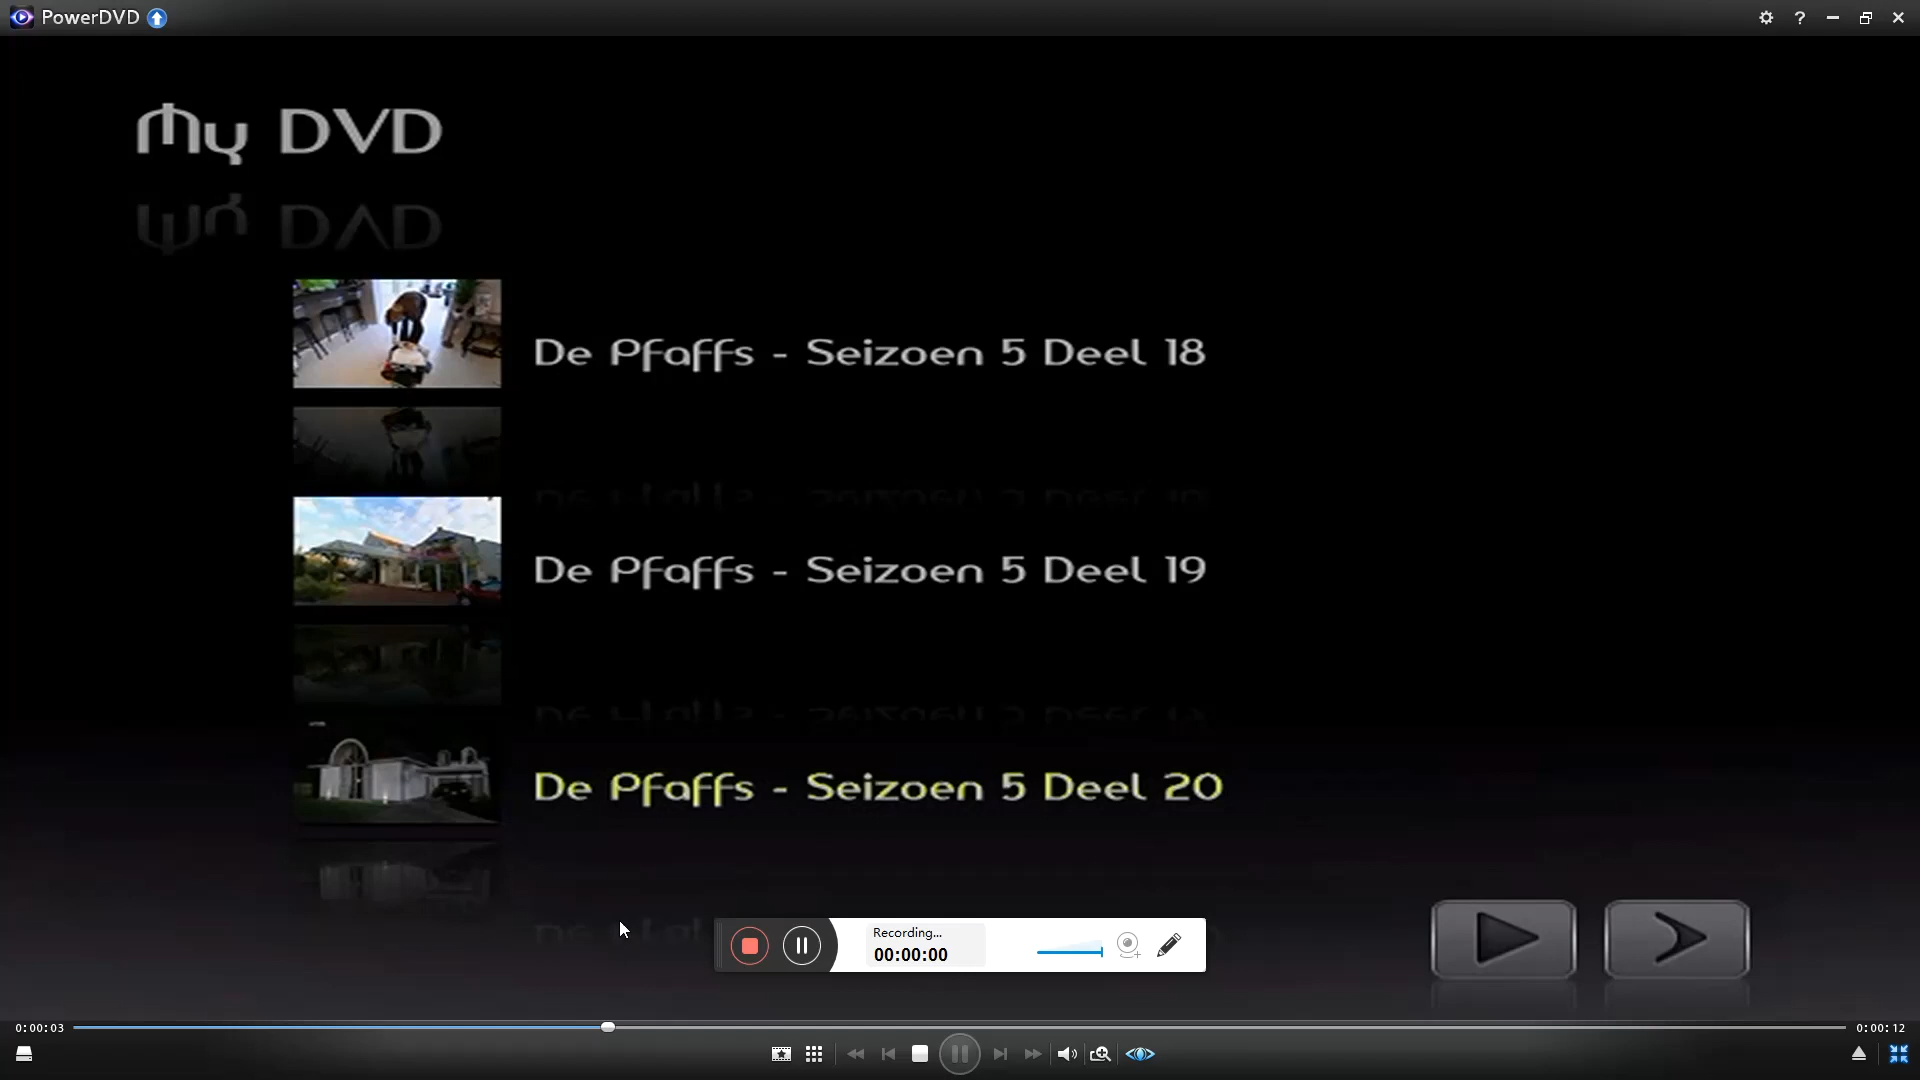 PowerDVD
My DVD
De Pfaffs - Seizoen 5 Deel 18
De Pfaffs - Seizoen 5 Deel 19
De Pfaffs - Seizoen 5 Deel 20
Recording...
00:00:00
0:00:03
0:00:12